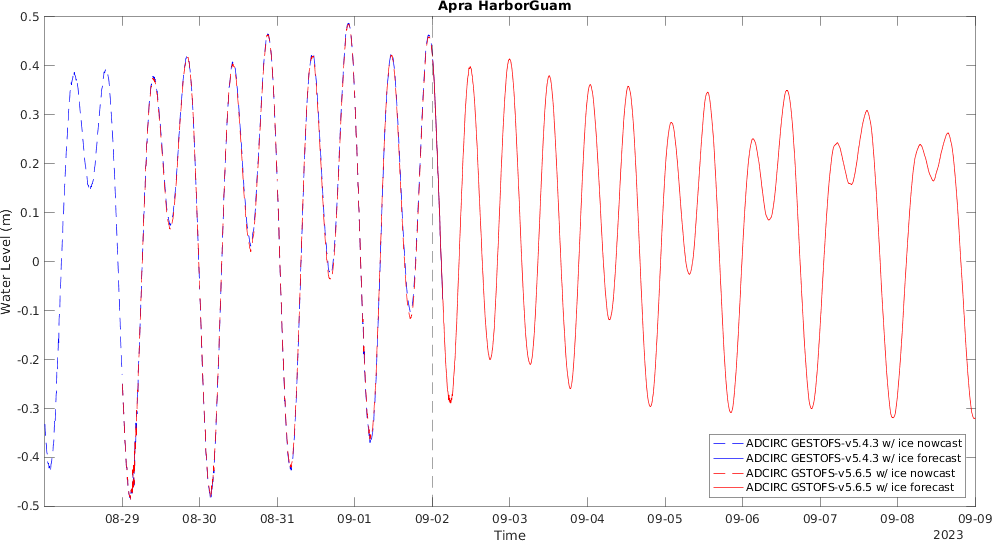 Apra HarborGuam
0.5
0.4
0.3
0.2
0.1
0
-0.1
-0.2
-0.3
-0.4
-0.5
Water Level (m)
ADCIRC GESTOFS-v5.4.3 w/ ice nowcast
ADCIRC GESTOFS-v5.4.3 w/ ice forecast
ADCIRC GSTOFS-v5.6.5 w/ ice nowcast
ADCIRC GSTOFS-v5.6.5 w/ ice forecast
08-29 08-30 08-31 09-01 09-02 09-03 09-04 09-05 09-06 09-07 09-08 09-09
Time
2023